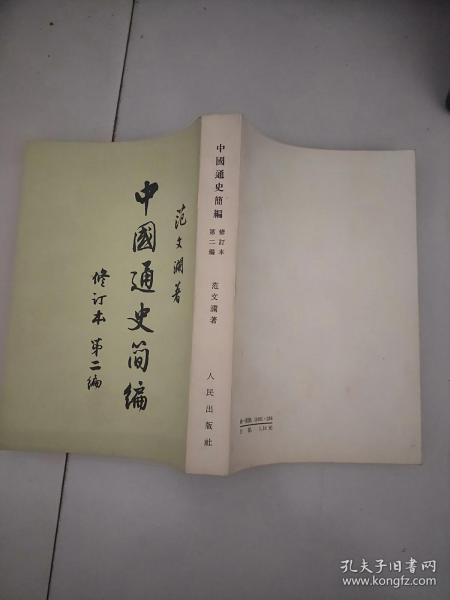 范文澜著
中國通史简编
修订本 第二编
中國通史簡編
修訂本
第二編
范文瀾著
人民出版社
孔夫子旧书网
www.kongfz.com